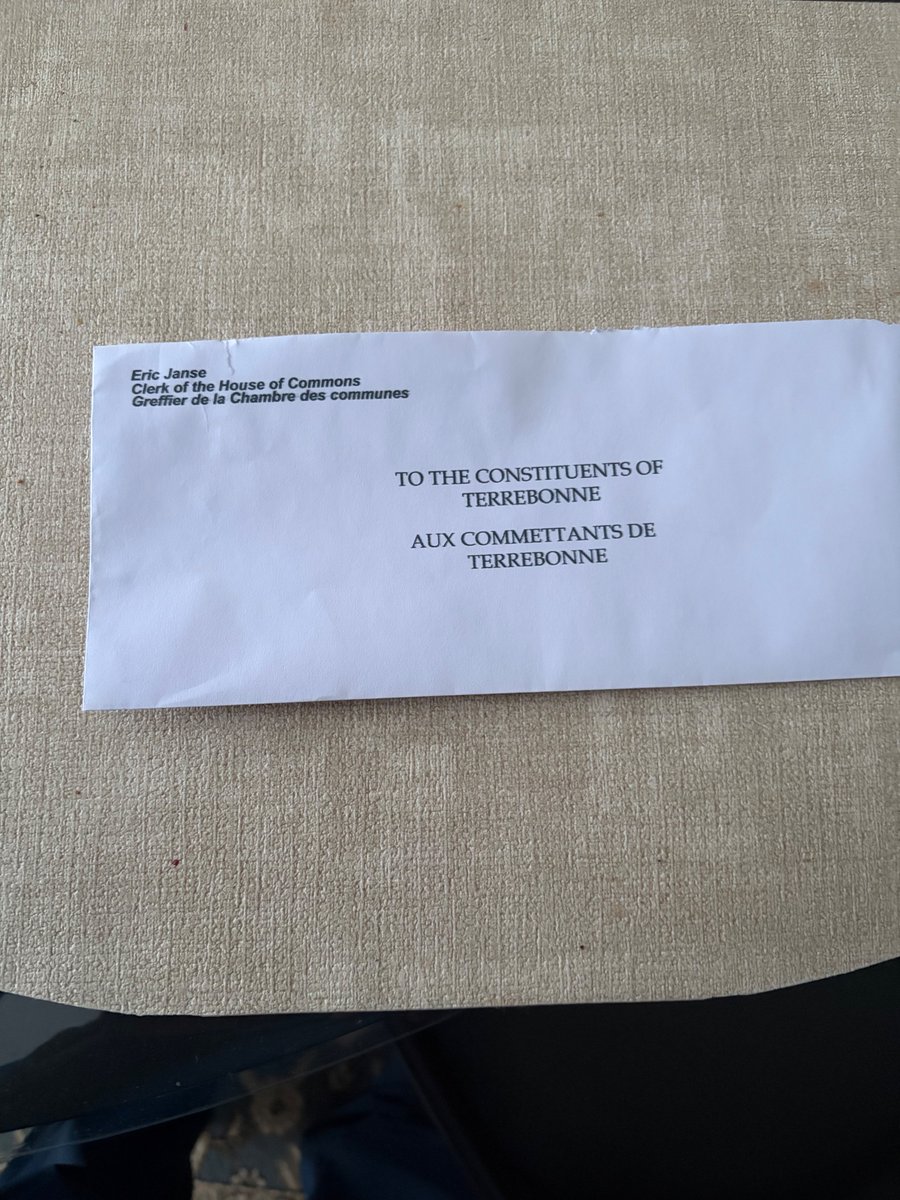 Eric Janse
Clerk of the House of Commons
Greffier de la Chambre des communes
TO THE CONSTITUENTS OF
TERREBONNE
AUX COMMETTANTS DE
TERREBONNE